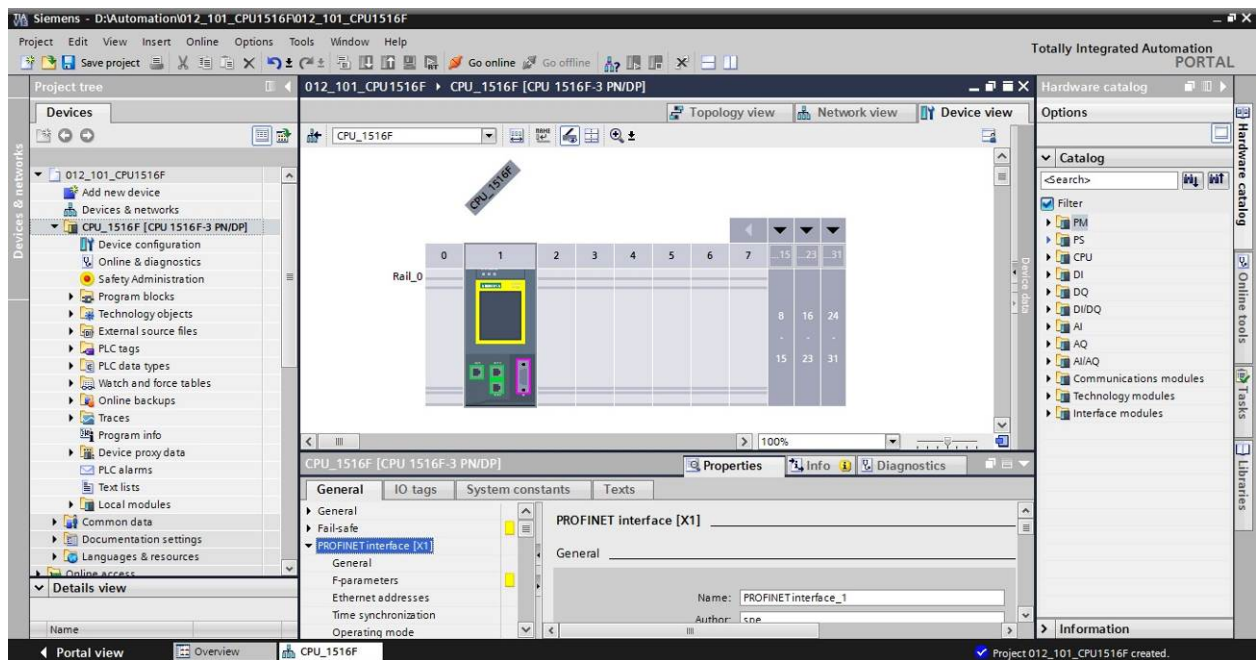 Siemens - D:\Automation\012_101_CPU1516F\012_101_CPU1516F
Project Edit View Insert Online Options Tools Window Help
Totally Integrated Automation
PORTAL
Save project Go online Go offline
Project tree
Devices
Devices & networks
012_101_CPU1516F
Add new device
Devices & networks
CPU_1516F [CPU 1516F-3 PN/DP]
Device configuration
Online & diagnostics
Safety Administration
Program blocks
Technology objects
External source files
PLC tags
PLC data types
Watch and force tables
Online backups
Traces
Program info
Device proxy data
PLC alarms
Text lists
Local modules
Common data
Documentation settings
Languages & resources
Online access
Details view
Name
012_101_CPU1516F CPU_1516F [CPU 1516F-3 PN/DP]
Topology view Network view Device view
CPU_1516F
CPU_1516F
0 1 2 3 4 5 6 7 ...15 ...23 ...31
Rail_0
8 16 24
- - -
15 23 31
Device data
100%
CPU_1516F [CPU 1516F-3 PN/DP]
Properties Info Diagnostics
General IO tags System constants Texts
General
Fail-safe
PROFINET interface [X1]
General
F-parameters
Ethernet addresses
Time synchronization
Operating mode
PROFINET interface [X1]
General
Name: PROFINET interface_1
Author: spe
Hardware catalog
Options
Catalog
<Search>
Filter
PM
PS
CPU
DI
DQ
DI/DQ
AI
AQ
AI/AQ
Communications modules
Technology modules
Interface modules
Information
Hardware catalog
Online tools
Tasks
Libraries
Portal view Overview CPU_1516F
Project 012_101_CPU1516F created.